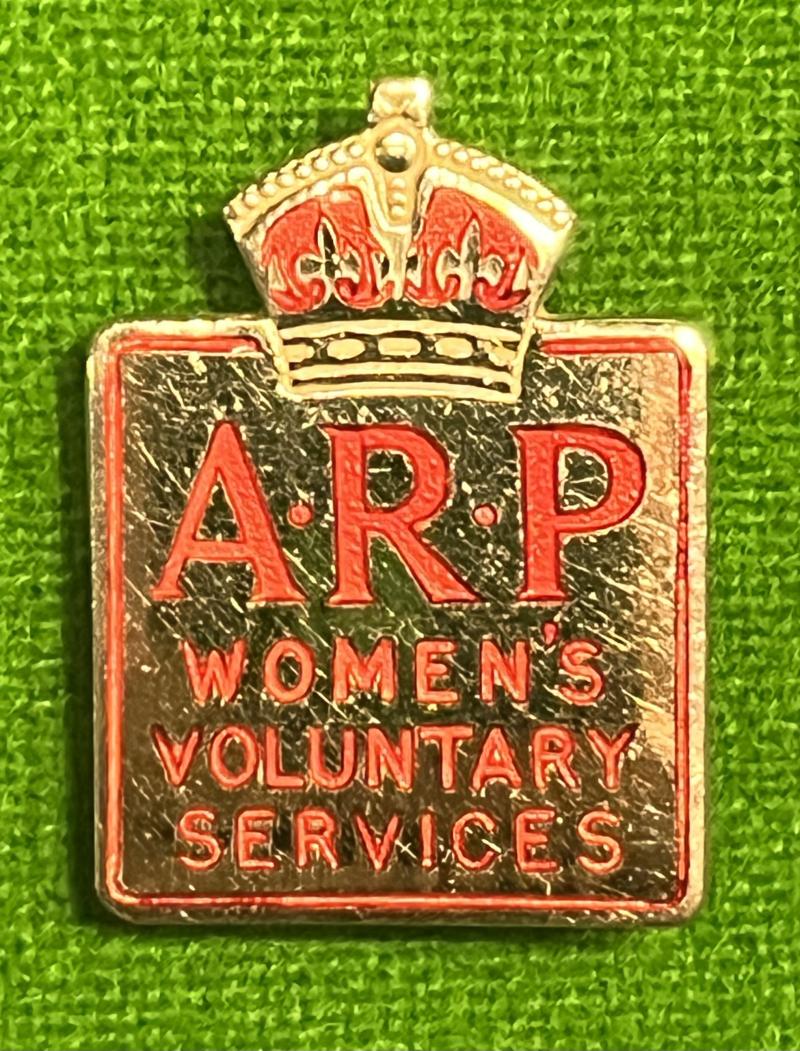 A·R·P
WOMEN'S
VOLUNTARY
SERVICES